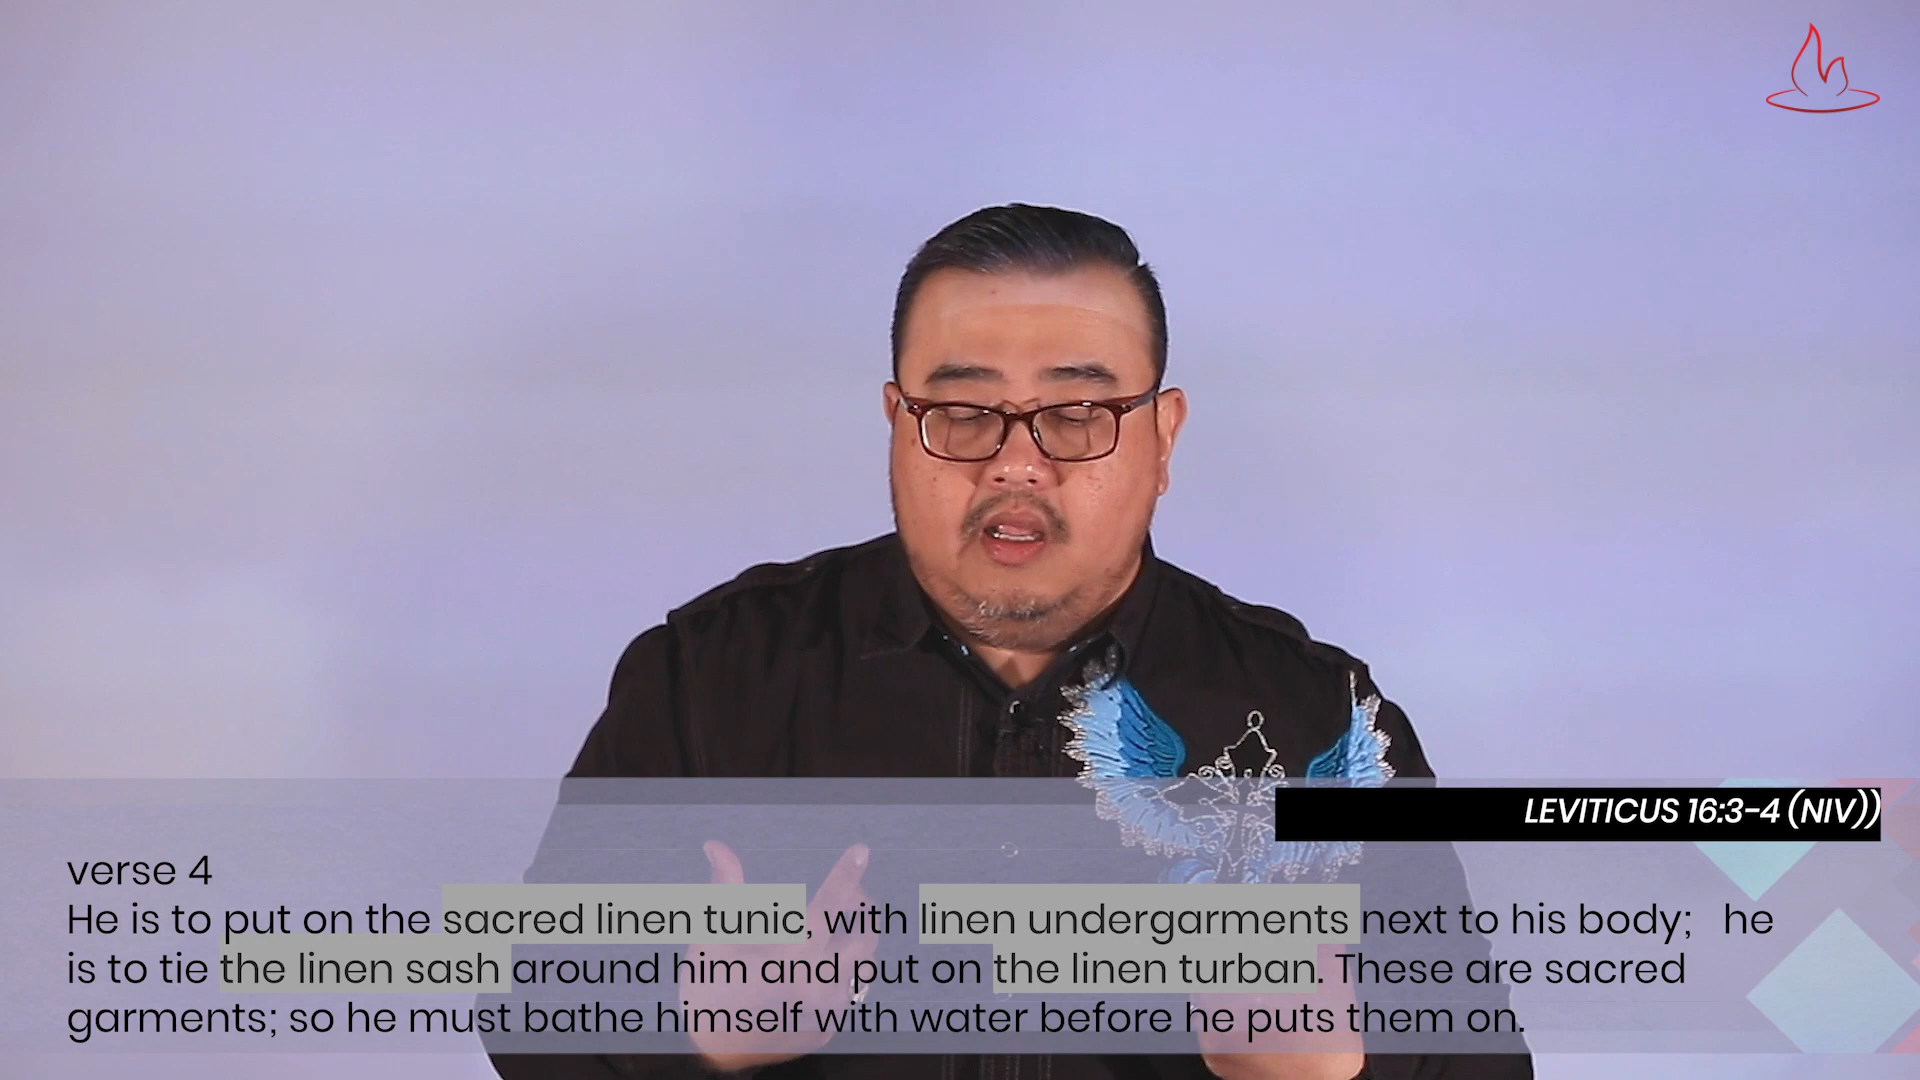 LEVITICUS 16:3-4 (NIV))
verse 4
He is to put on the sacred linen tunic, with linen undergarments next to his body; he
is to tie the linen sash around him and put on the linen turban. These are sacred
garments; so he must bathe himself with water before he puts them on.